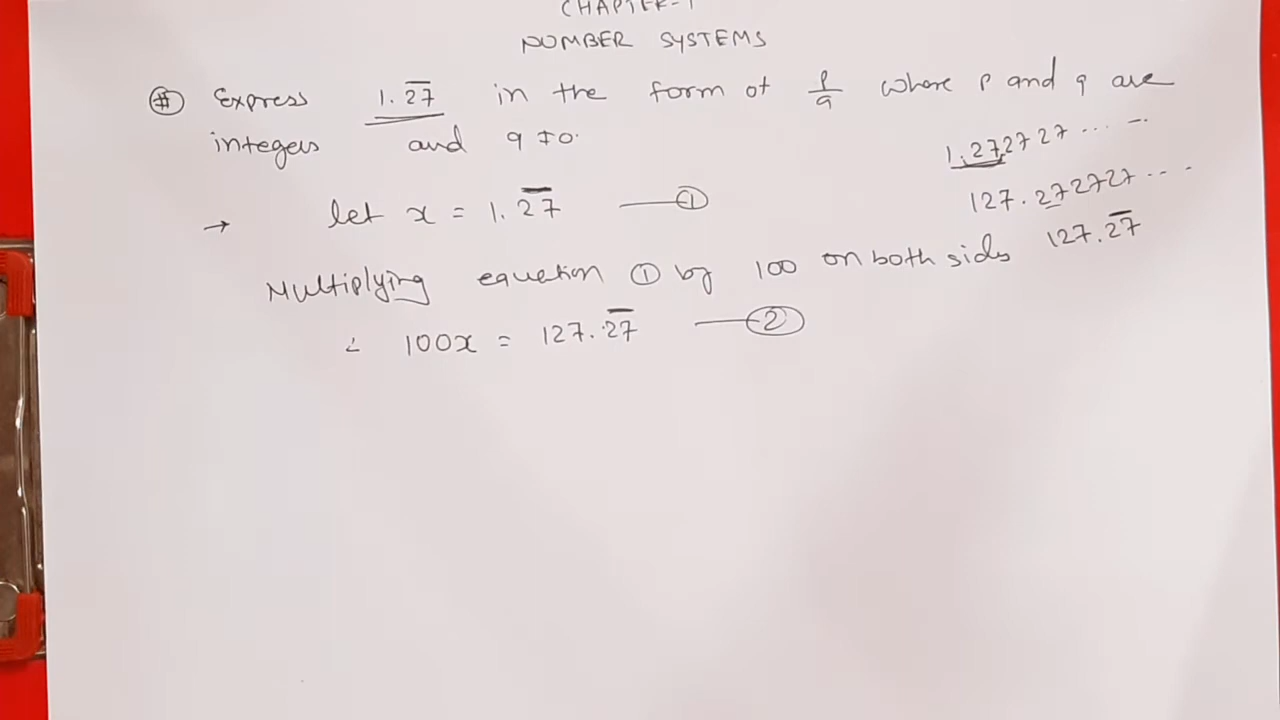 CHAPTER-1
NUMBER SYSTEMS
# Express 1.2̅7̅ in the form of p/q where p and q are
integers and q ≠ 0.
1.272727... –.
127.272727... .
127.2̅7̅
→ let x = 1.2̅7̅ —— ①
Multiplying equation ① by 100 on both sides
∴ 100x = 127.2̅7̅ —— ②